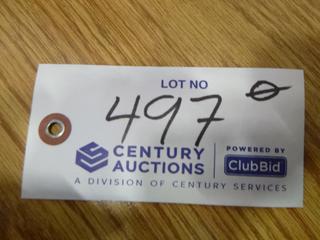 LOT NO
497
CENTURY AUCTIONS
POWERED BY
ClubBid
A DIVISION OF CENTURY SERVICES